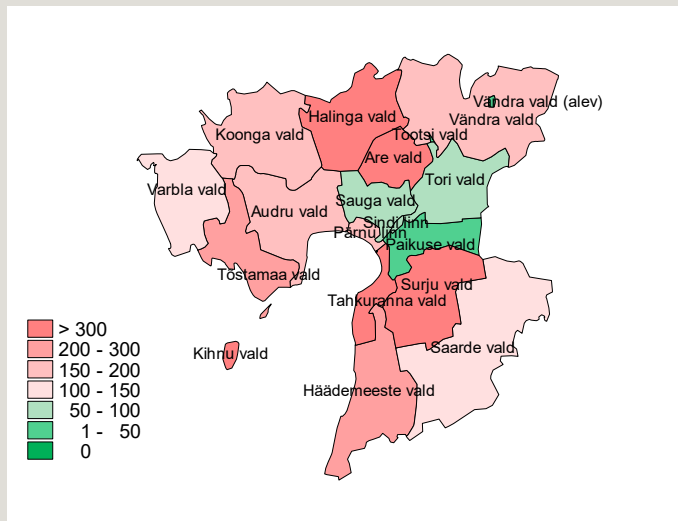 Vändra vald (alev)
Halinga vald
Vändra vald
Koonga vald
Tootsi vald
Are vald
Tori vald
Varbla vald
Sauga vald
Audru vald
Sindi linn
Pärnu linn
Paikuse vald
Tõstamaa vald
Surju vald
Tahkuranna vald
Saarde vald
Kihnu vald
Häädemeeste vald
> 300
200 - 300
150 - 200
100 - 150
50 - 100
1 - 50
0